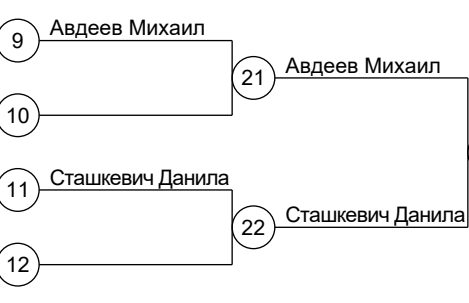 9 Авдеев Михаил
21 Авдеев Михаил
10
11 Сташкевич Данила
22 Сташкевич Данила
12